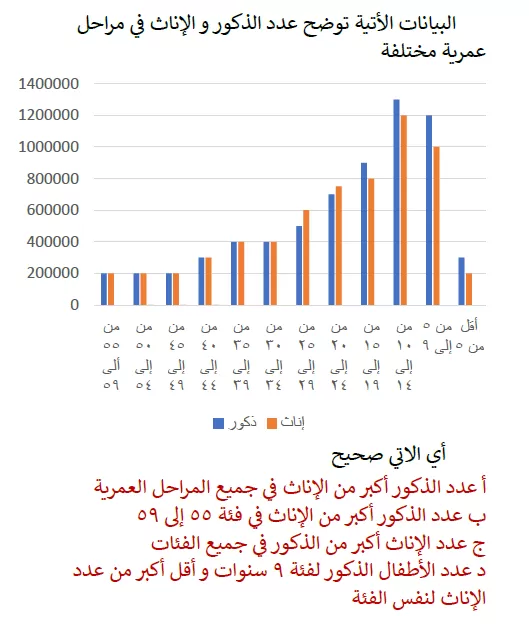 البيانات الأتية توضح عدد الذكور و الإناث في مراحل
عمرية مختلفة
1400000
1200000
1000000
800000
600000
400000
200000
0
من ٥٥ ألى ٥٩
من ٥٠ إلى ٥٤
من ٤٥ إلى ٤٩
من ٤٠ إلى ٤٤
من ٣٥ إلى ٣٩
من ٣٠ إلى ٣٤
من ٢٥ إلى ٢٩
من ٢٠ إلى ٢٤
من ١٥ إلى ١٩
من ١٠ إلى ١٤
من ٥ إلى ٩
أقل من ٥
ذكور
إناث
أي الاتي صحيح
أ عدد الذكور أكبر من الإناث في جميع المراحل العمرية
ب عدد الذكور أكبر من الإناث في فئة ٥٥ إلى ٥٩
ج عدد الإناث أكبر من الذكور في جميع الفئات
د عدد الأطفال الذكور لفئة ٩ سنوات و أقل أكبر من عدد
الإناث لنفس الفئة